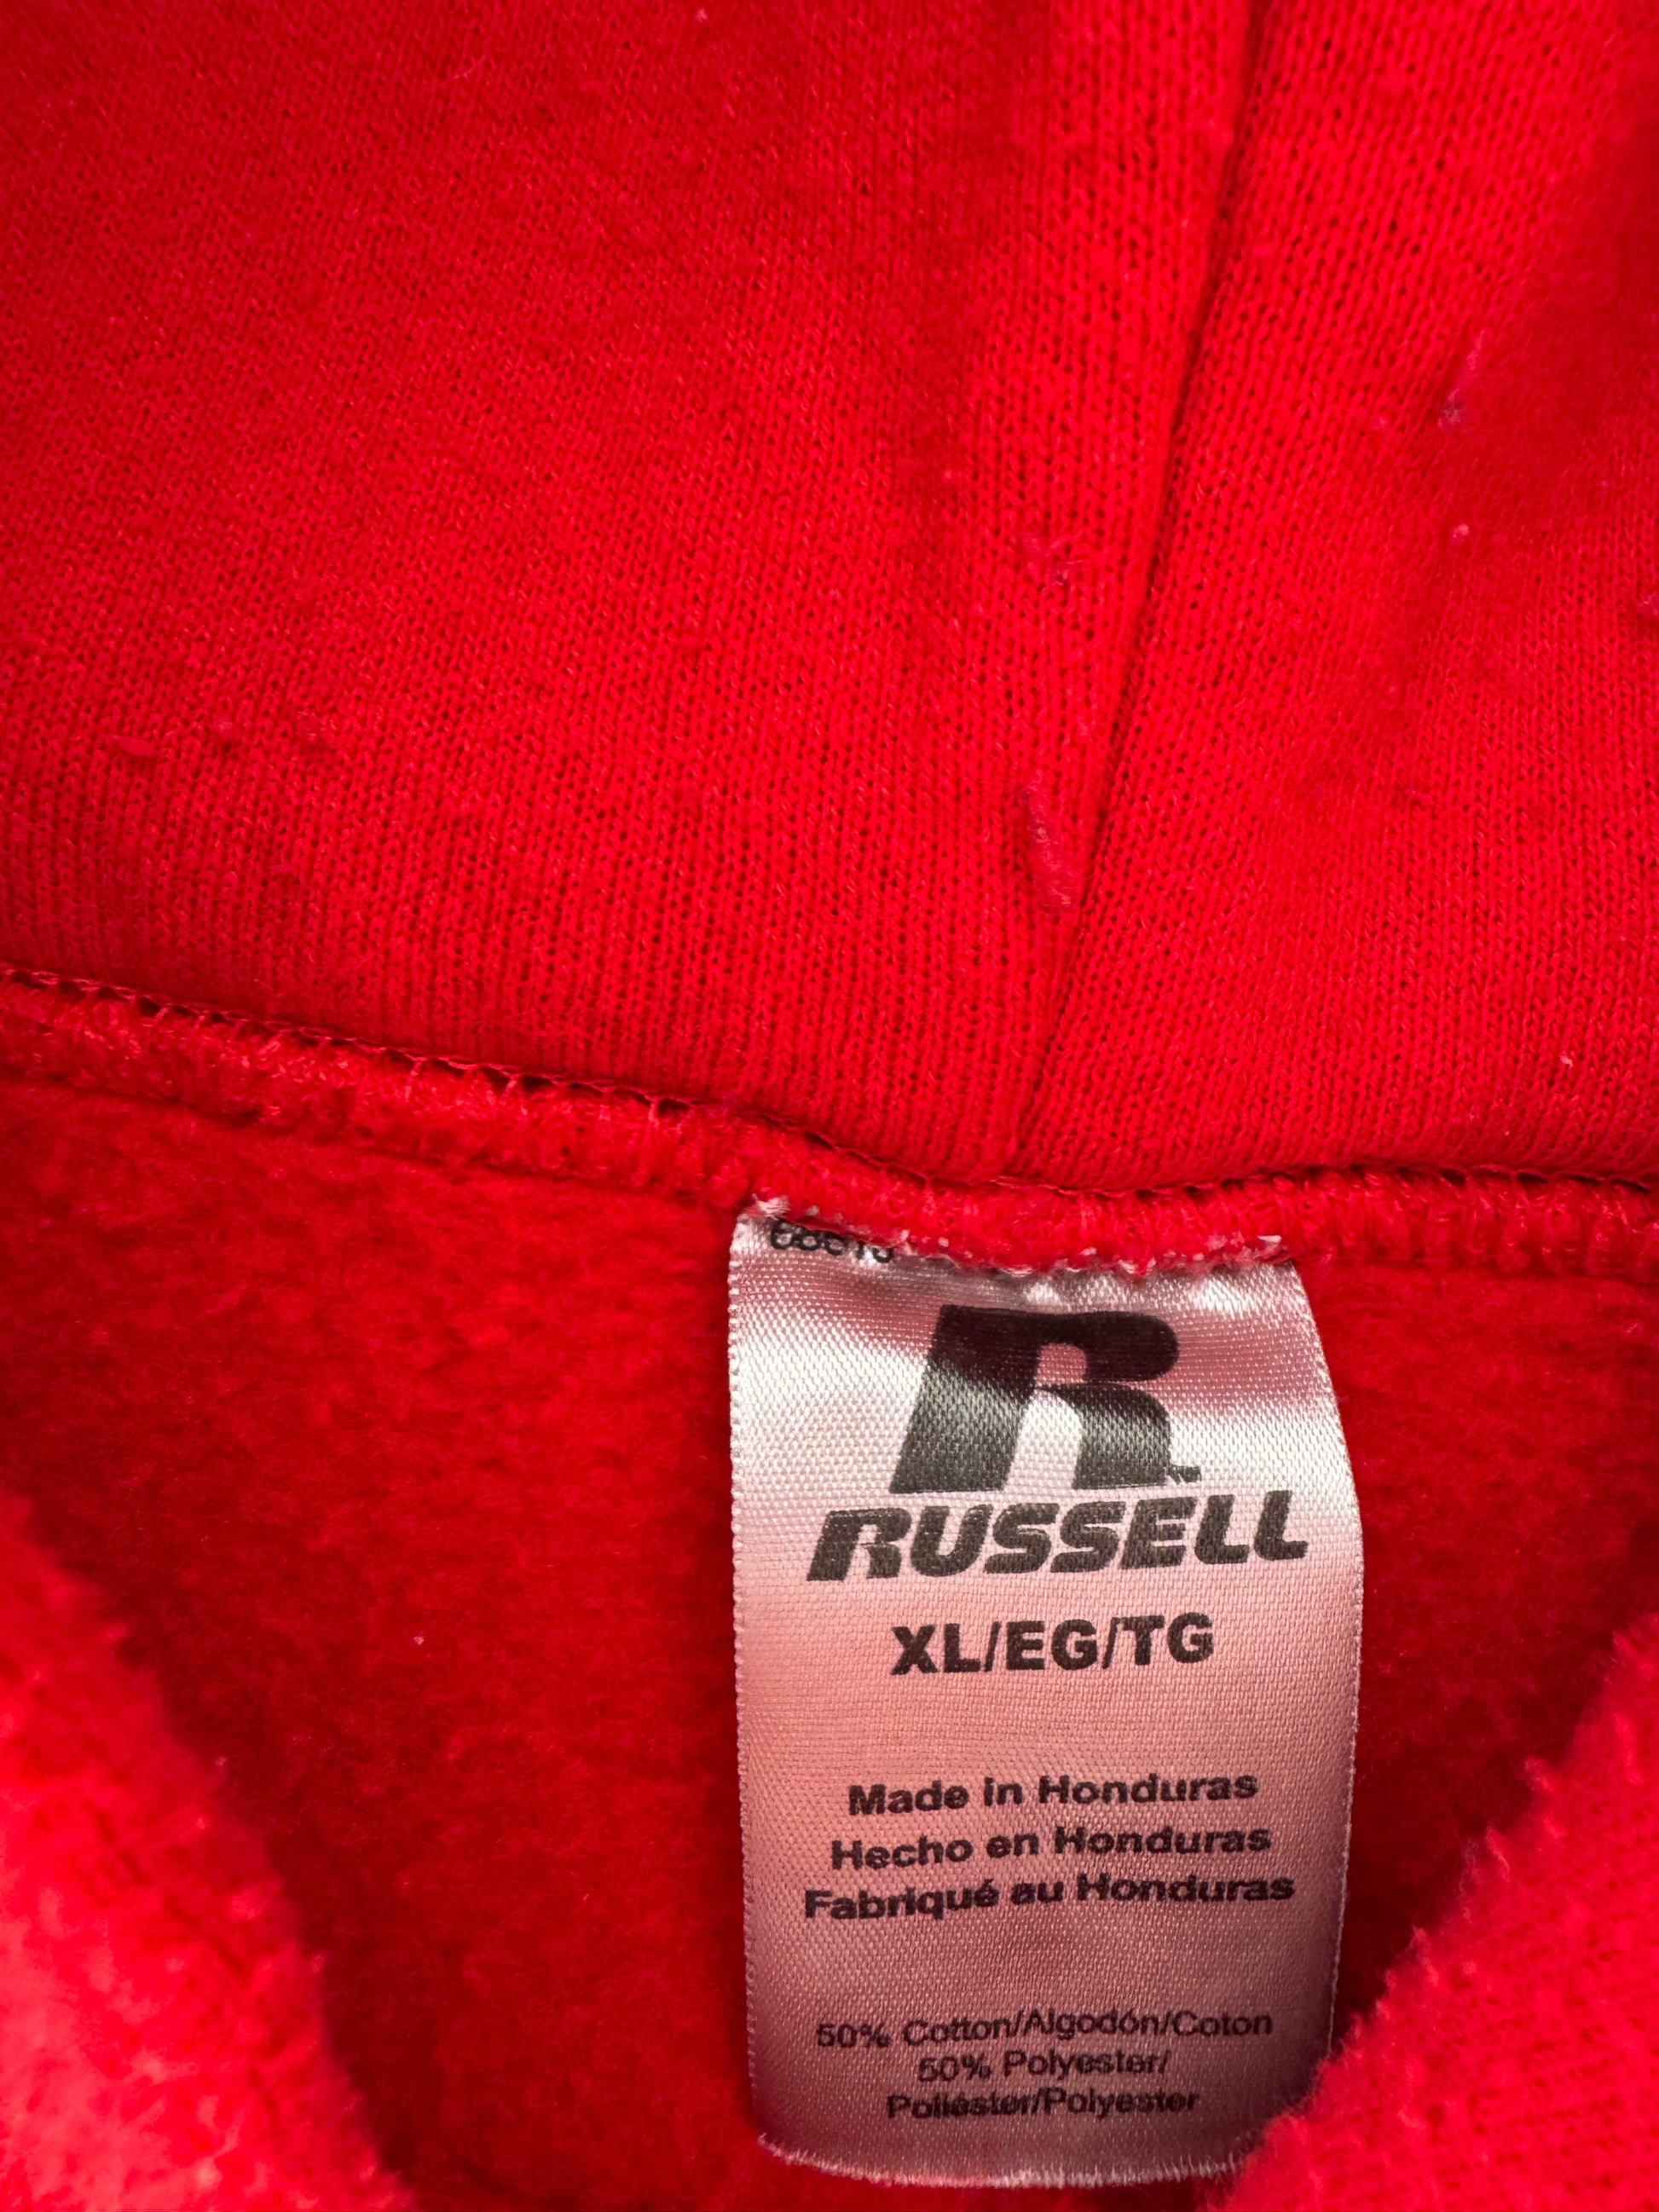 R
RUSSELL
XL/EG/TG
Made in Honduras
Hecho en Honduras
Fabriqué au Honduras
50% Cotton/Algodón/Coton
50% Polyester/
Poliéster/Polyester